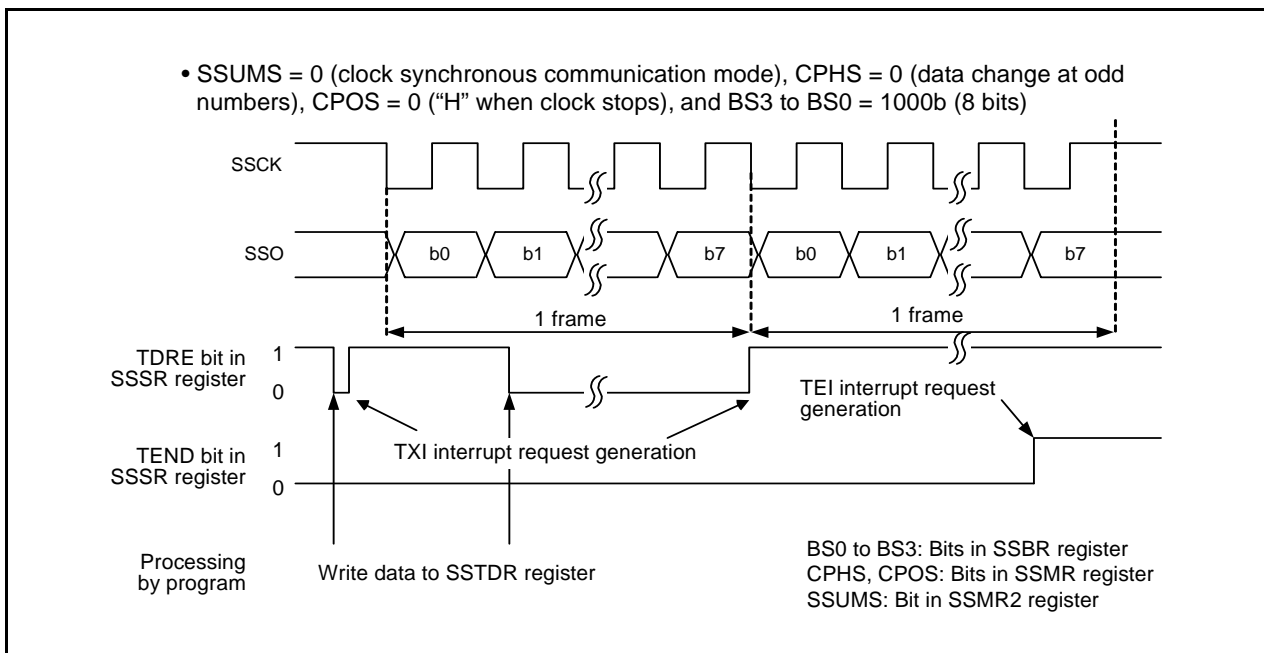 • SSUMS = 0 (clock synchronous communication mode), CPHS = 0 (data change at odd
numbers), CPOS = 0 (“H” when clock stops), and BS3 to BS0 = 1000b (8 bits)
SSCK
SSO
b0
b1
b7
b0
b1
b7
1 frame
1 frame
TDRE bit in
SSSR register
1
0
TEI interrupt request
generation
TXI interrupt request generation
TEND bit in
SSSR register
1
0
Processing
by program
Write data to SSTDR register
BS0 to BS3: Bits in SSBR register
CPHS, CPOS: Bits in SSMR register
SSUMS: Bit in SSMR2 register